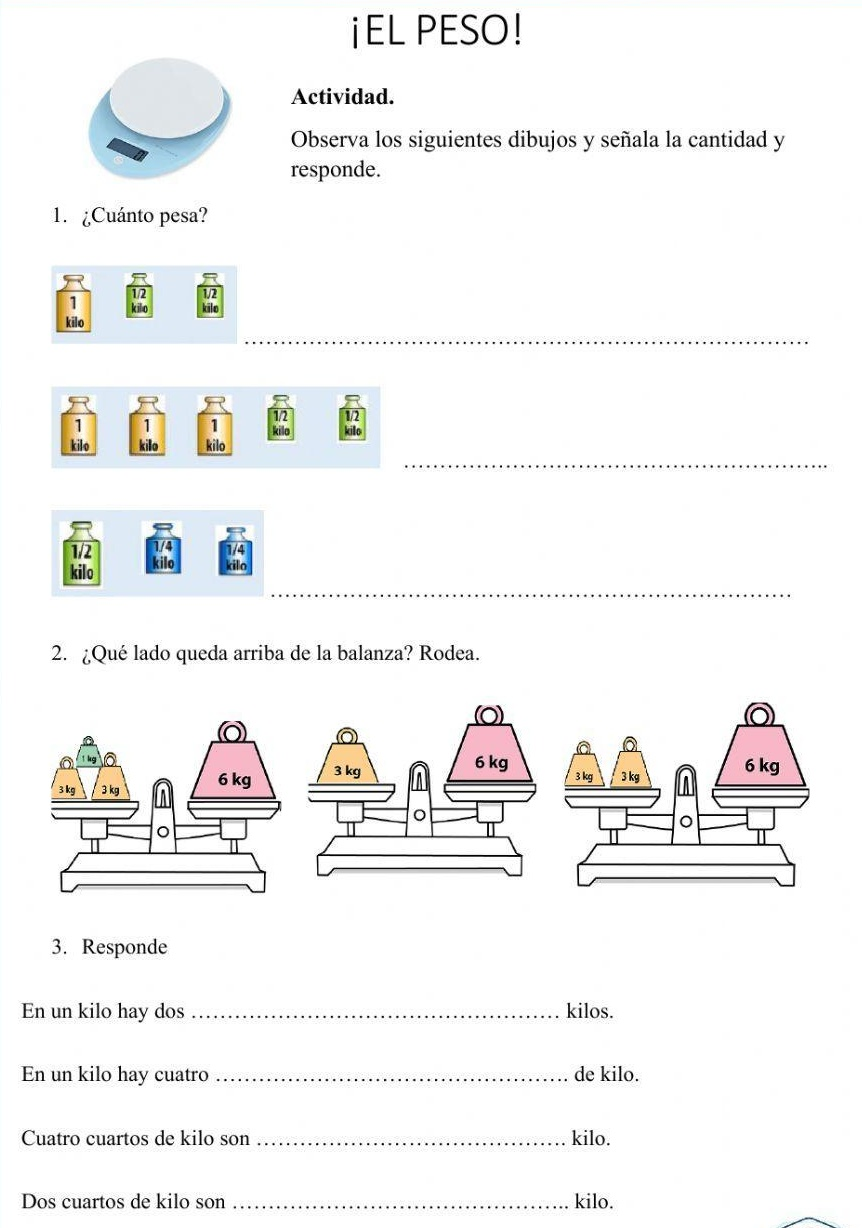 ¡EL PESO!
Actividad.
Observa los siguientes dibujos y señala la cantidad y
responde.
1. ¿Cuánto pesa?
1 1/2 1/2
kilo kilo kilo
1 1 1 1/2 1/2
kilo kilo kilo kilo kilo
1/2 1/4 1/4
kilo kilo kilo
2. ¿Qué lado queda arriba de la balanza? Rodea.
1 kg
3 kg 3 kg 6 kg
3 kg 6 kg
3 kg 3 kg 6 kg
3. Responde
En un kilo hay dos ........................................................ kilos.
En un kilo hay cuatro ..................................................... de kilo.
Cuatro cuartos de kilo son .............................................. kilo.
Dos cuartos de kilo son .................................................. kilo.